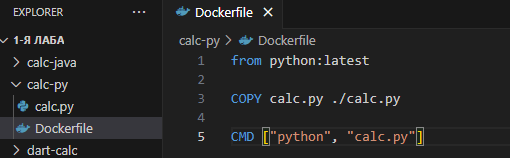 EXPLORER
Dockerfile
1-Я ЛАБА
calc-java
calc-py
calc.py
Dockerfile
dart-calc
calc-py > Dockerfile
1 from python:latest
2
3 COPY calc.py ./calc.py
4
5 CMD ["python", "calc.py"]